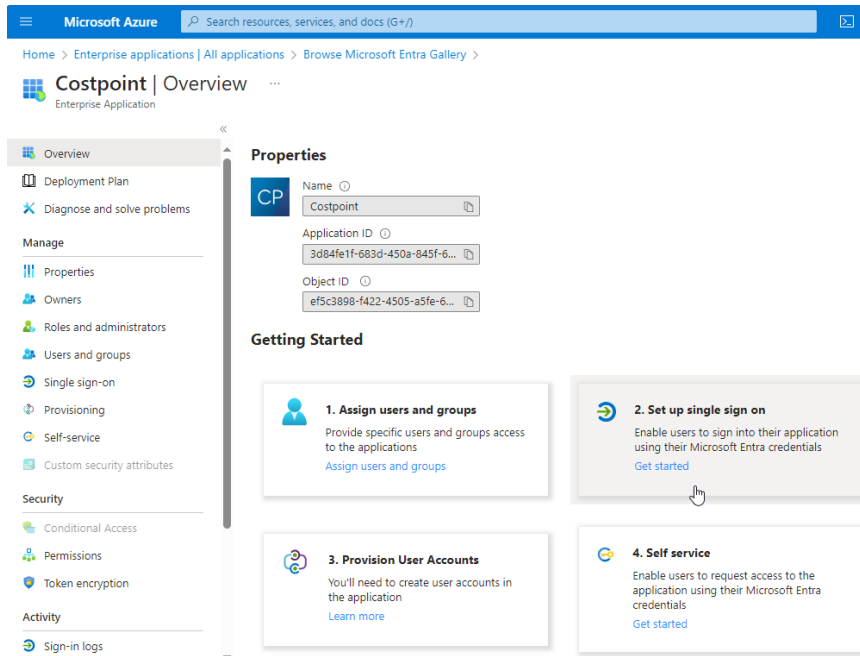 Microsoft Azure
Search resources, services, and docs (G+/)
Home > Enterprise applications | All applications > Browse Microsoft Entra Gallery >
Costpoint | Overview ...
Enterprise Application
«
Overview
Deployment Plan
Diagnose and solve problems
Manage
Properties
Owners
Roles and administrators
Users and groups
Single sign-on
Provisioning
Self-service
Custom security attributes
Security
Conditional Access
Permissions
Token encryption
Activity
Sign-in logs
Properties
CP
Name
Costpoint
Application ID
3d84fe1f-683d-450a-845f-6...
Object ID
ef5c3898-f422-4505-a5fe-6...
Getting Started
1. Assign users and groups
Provide specific users and groups access
to the applications
Assign users and groups
2. Set up single sign on
Enable users to sign into their application
using their Microsoft Entra credentials
Get started
3. Provision User Accounts
You'll need to create user accounts in
the application
Learn more
4. Self service
Enable users to request access to the
application using their Microsoft Entra
credentials
Get started